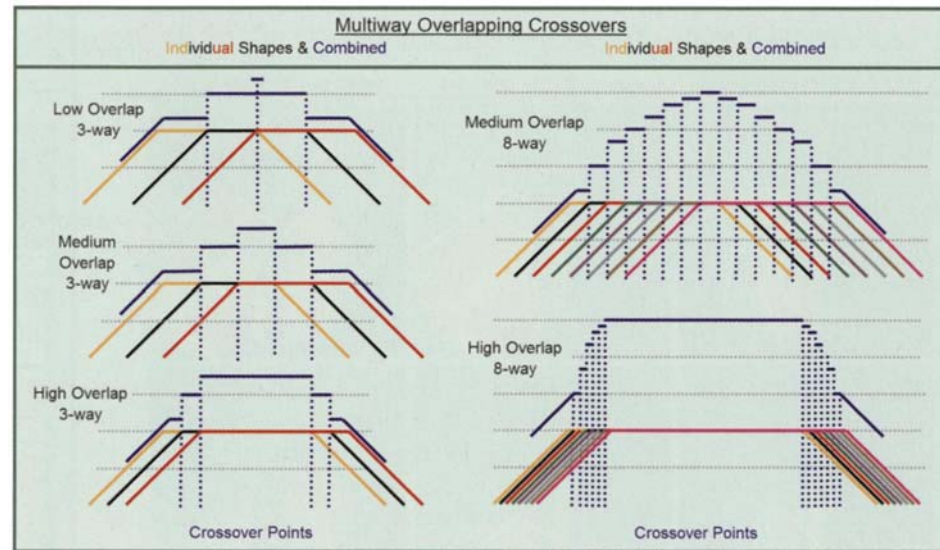 Multiway Overlapping Crossovers
Individual Shapes & Combined
Individual Shapes & Combined
Low Overlap
3-way
Medium
Overlap
3-way
High Overlap
3-way
Crossover Points
Medium Overlap
8-way
High Overlap
8-way
Crossover Points